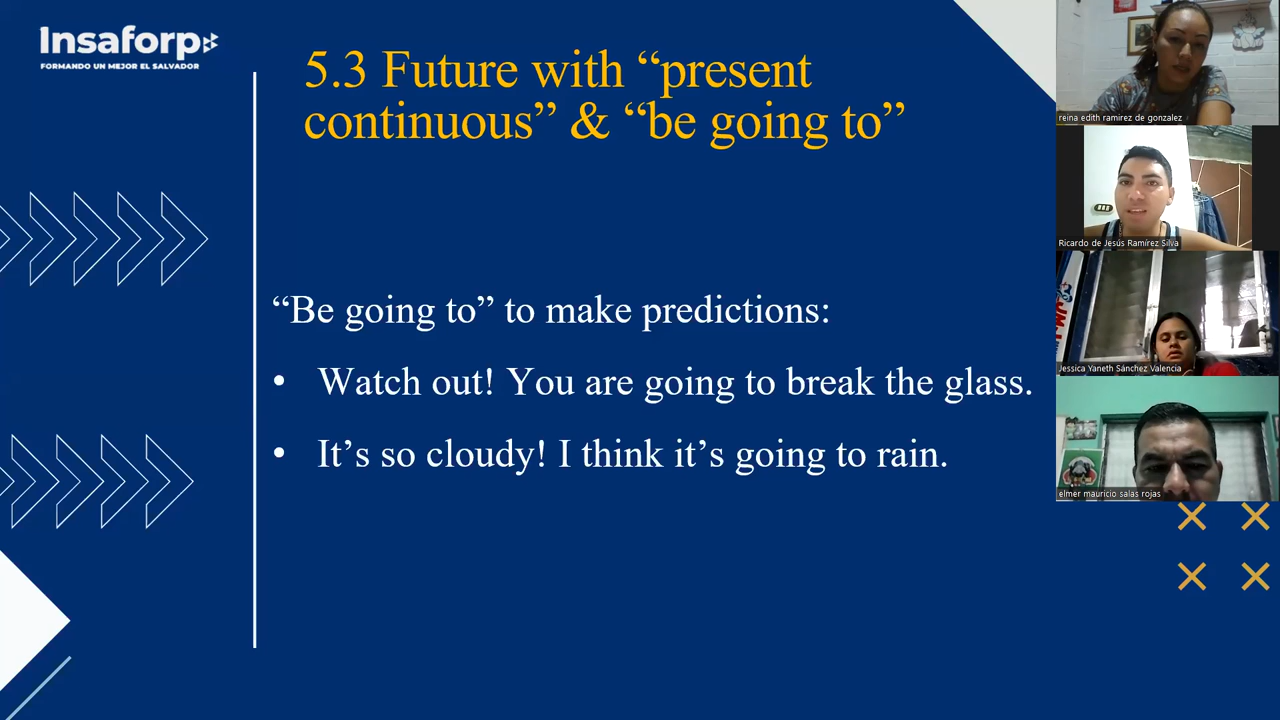 Insaforp
FORMANDO UN MEJOR EL SALVADOR
5.3 Future with “present
continuous” & “be going to”
“Be going to” to make predictions:
• Watch out! You are going to break the glass.
• It’s so cloudy! I think it’s going to rain.
reina edith ramirez de gonzalez
Ricardo de Jesús Ramírez Silva
Jessica Yaneth Sánchez Valencia
elmer mauricio salas rojas